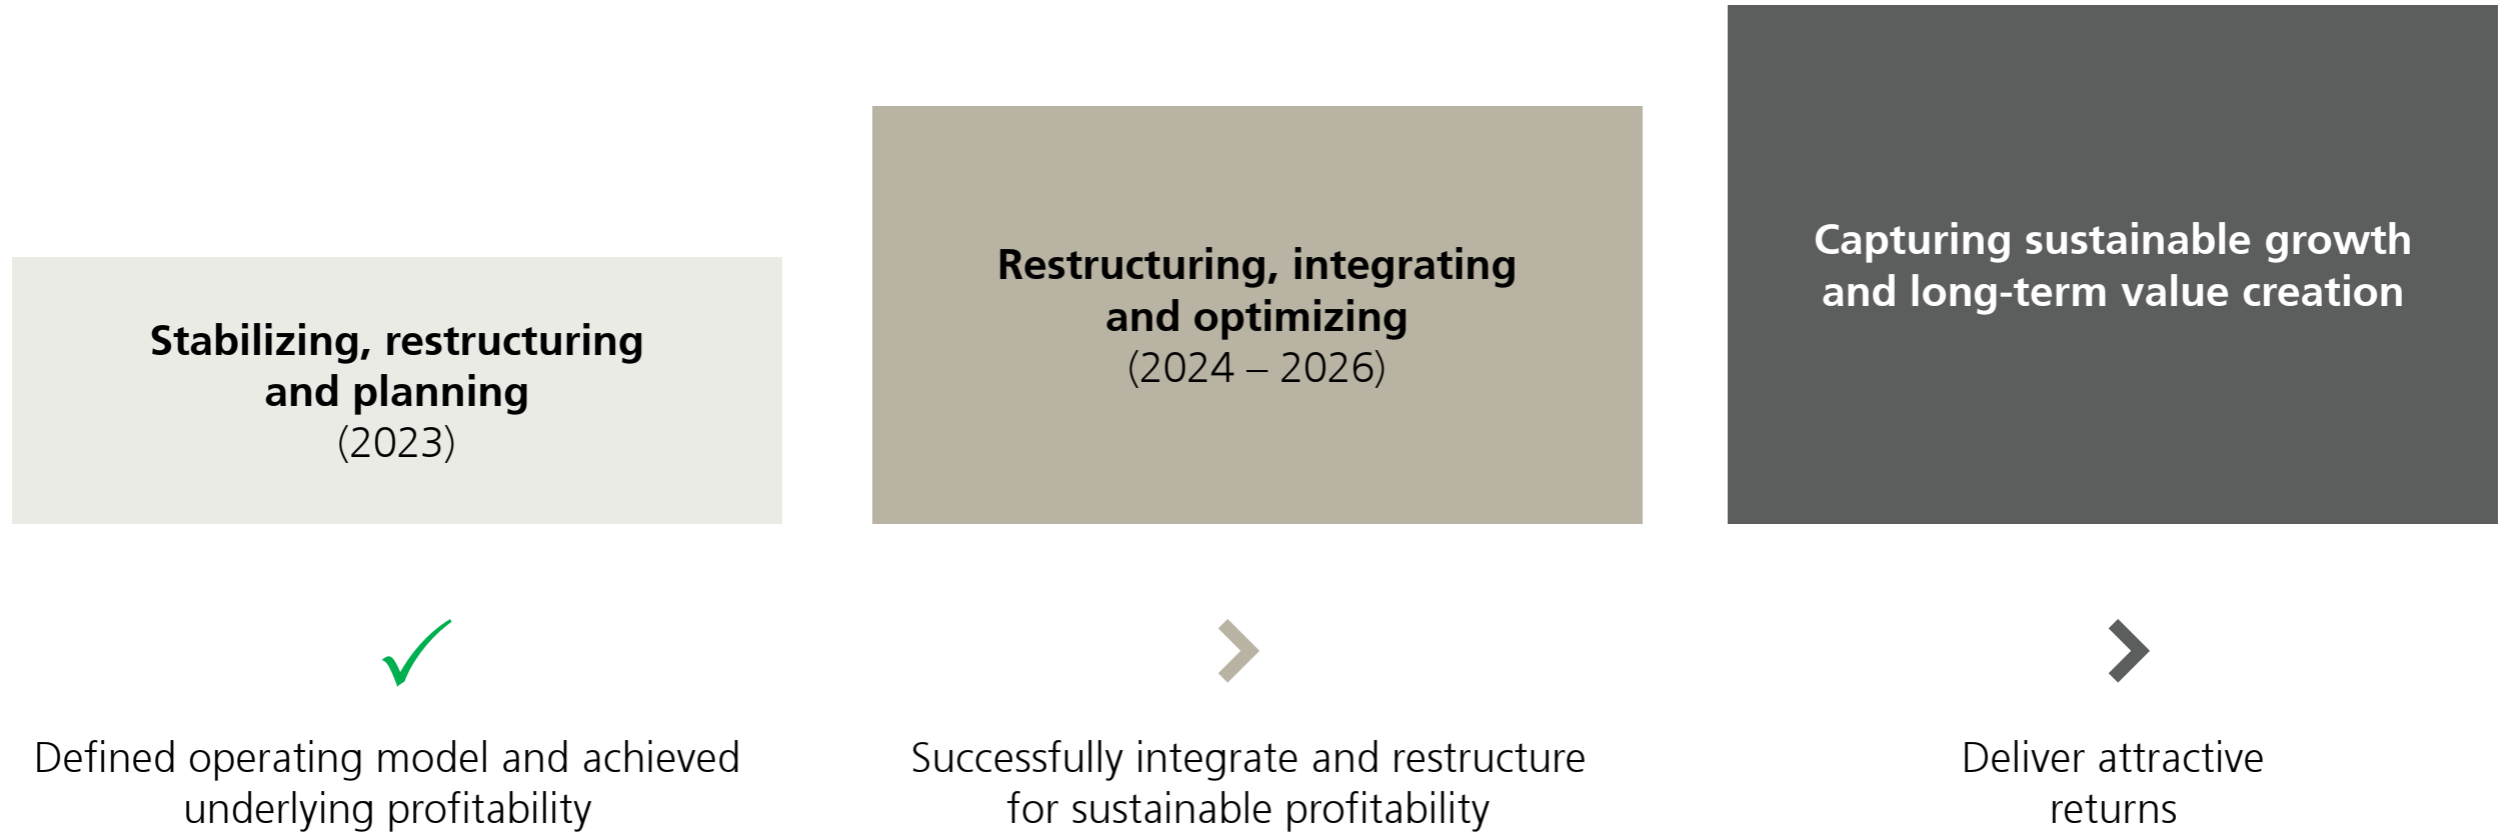 Stabilizing, restructuring
and planning
(2023)
Defined operating model and achieved
underlying profitability
Restructuring, integrating
and optimizing
(2024 – 2026)
Successfully integrate and restructure
for sustainable profitability
Capturing sustainable growth
and long-term value creation
Deliver attractive
returns